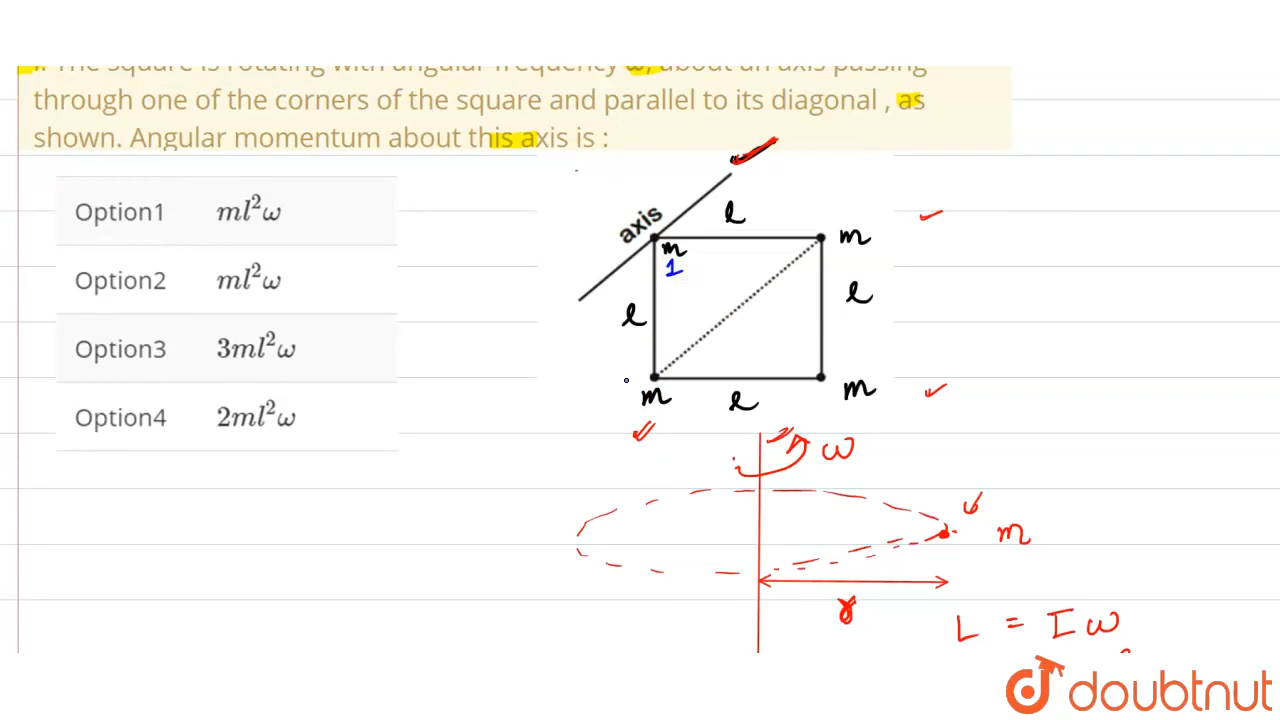 l. The square is rotating with angular frequency ω, about an axis passing
through one of the corners of the square and parallel to its diagonal , as
shown. Angular momentum about this axis is :
Option1 ml²ω
Option2 ml²ω
Option3 3ml²ω
Option4 2ml²ω
axis
l
m
m
1
l
l
m
l
m
ω
m
r
L = I ω
doubtnut